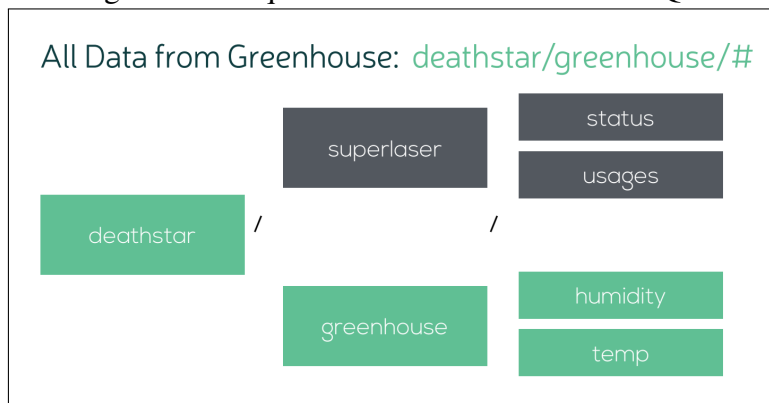 All Data from Greenhouse: deathstar/greenhouse/#
status
superlaser
usages
deathstar / /
humidity
greenhouse
temp